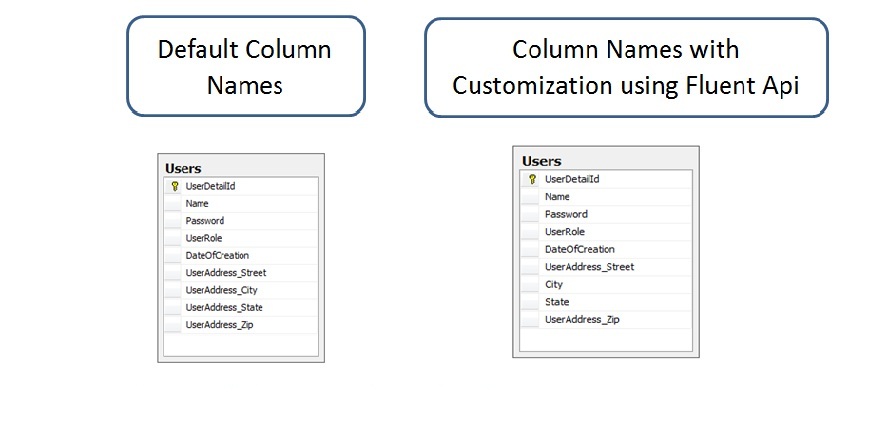 Default Column
Names
Column Names with
Customization using Fluent Api
Users
UserDetailId
Name
Password
UserRole
DateOfCreation
UserAddress_Street
UserAddress_City
UserAddress_State
UserAddress_Zip
Users
UserDetailId
Name
Password
UserRole
DateOfCreation
UserAddress_Street
City
State
UserAddress_Zip